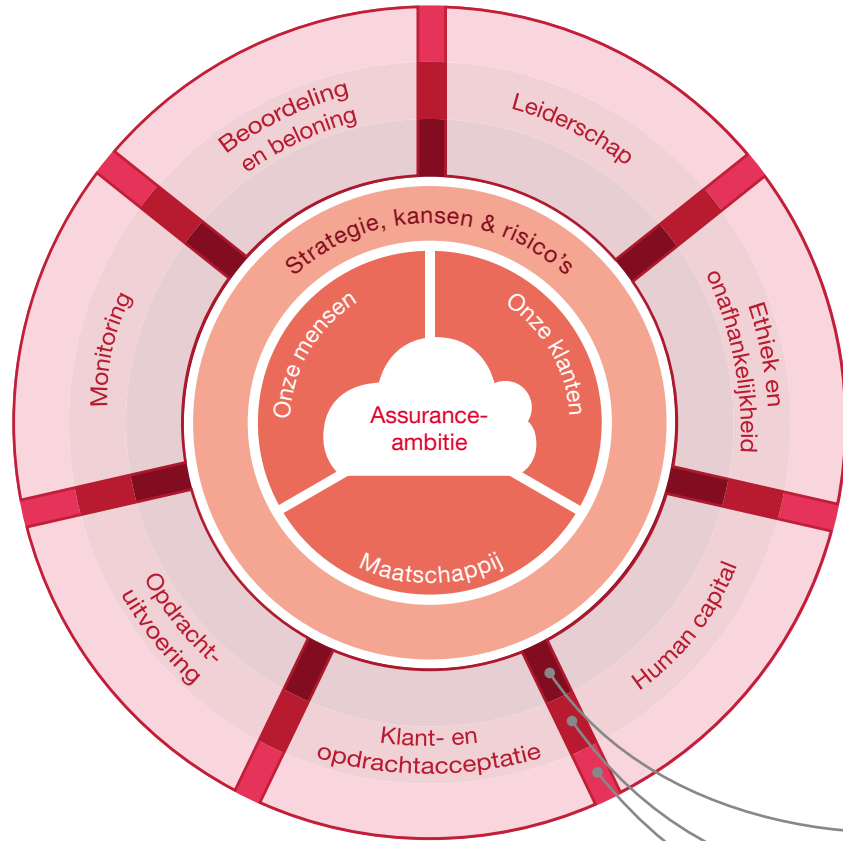 Beoordeling
en beloning
Leiderschap
Strategie, kansen & risico's
Monitoring
Onze mensen
Onze klanten
Ethiek en
onafhankelijkheid
Assurance-
ambitie
Maatschappij
Opdracht-
uitvoering
Human capital
Klant- en
opdrachtacceptatie